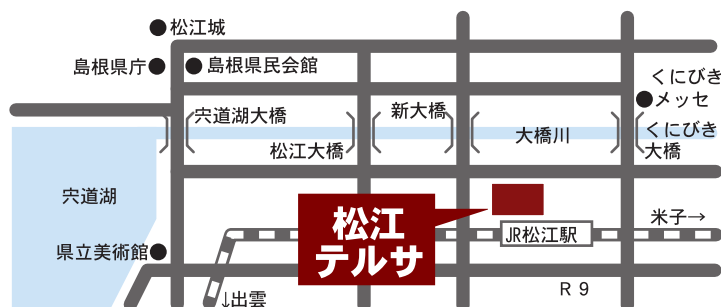 松江城
島根県庁
島根県民会館
くにびき
メッセ
宍道湖大橋
新大橋
松江大橋
大橋川
くにびき
大橋
宍道湖
松江
テルサ
米子→
JR松江駅
県立美術館
↓出雲
R 9